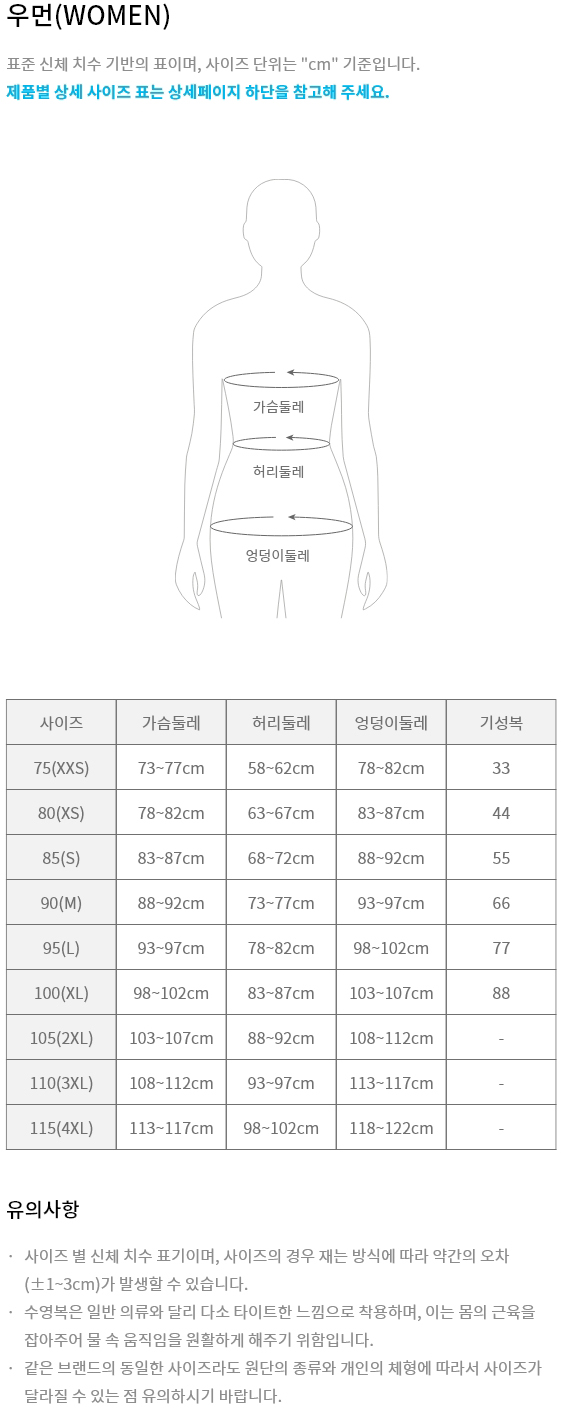 우먼(WOMEN)
표준 신체 치수 기반의 표이며, 사이즈 단위는 "cm" 기준입니다.
제품별 상세 사이즈 표는 상세페이지 하단을 참고해 주세요.
가슴둘레
허리둘레
엉덩이둘레
사이즈 가슴둘레 허리둘레 엉덩이둘레 기성복
75(XXS) 73~77cm 58~62cm 78~82cm 33
80(XS) 78~82cm 63~67cm 83~87cm 44
85(S) 83~87cm 68~72cm 88~92cm 55
90(M) 88~92cm 73~77cm 93~97cm 66
95(L) 93~97cm 78~82cm 98~102cm 77
100(XL) 98~102cm 83~87cm 103~107cm 88
105(2XL) 103~107cm 88~92cm 108~112cm -
110(3XL) 108~112cm 93~97cm 113~117cm -
115(4XL) 113~117cm 98~102cm 118~122cm -
유의사항
· 사이즈 별 신체 치수 표기이며, 사이즈의 경우 재는 방식에 따라 약간의 오차
(±1~3cm)가 발생할 수 있습니다.
· 수영복은 일반 의류와 달리 다소 타이트한 느낌으로 착용하며, 이는 몸의 근육을
잡아주어 물 속 움직임을 원활하게 해주기 위함입니다.
· 같은 브랜드의 동일한 사이즈라도 원단의 종류와 개인의 체형에 따라서 사이즈가
달라질 수 있는 점 유의하시기 바랍니다.